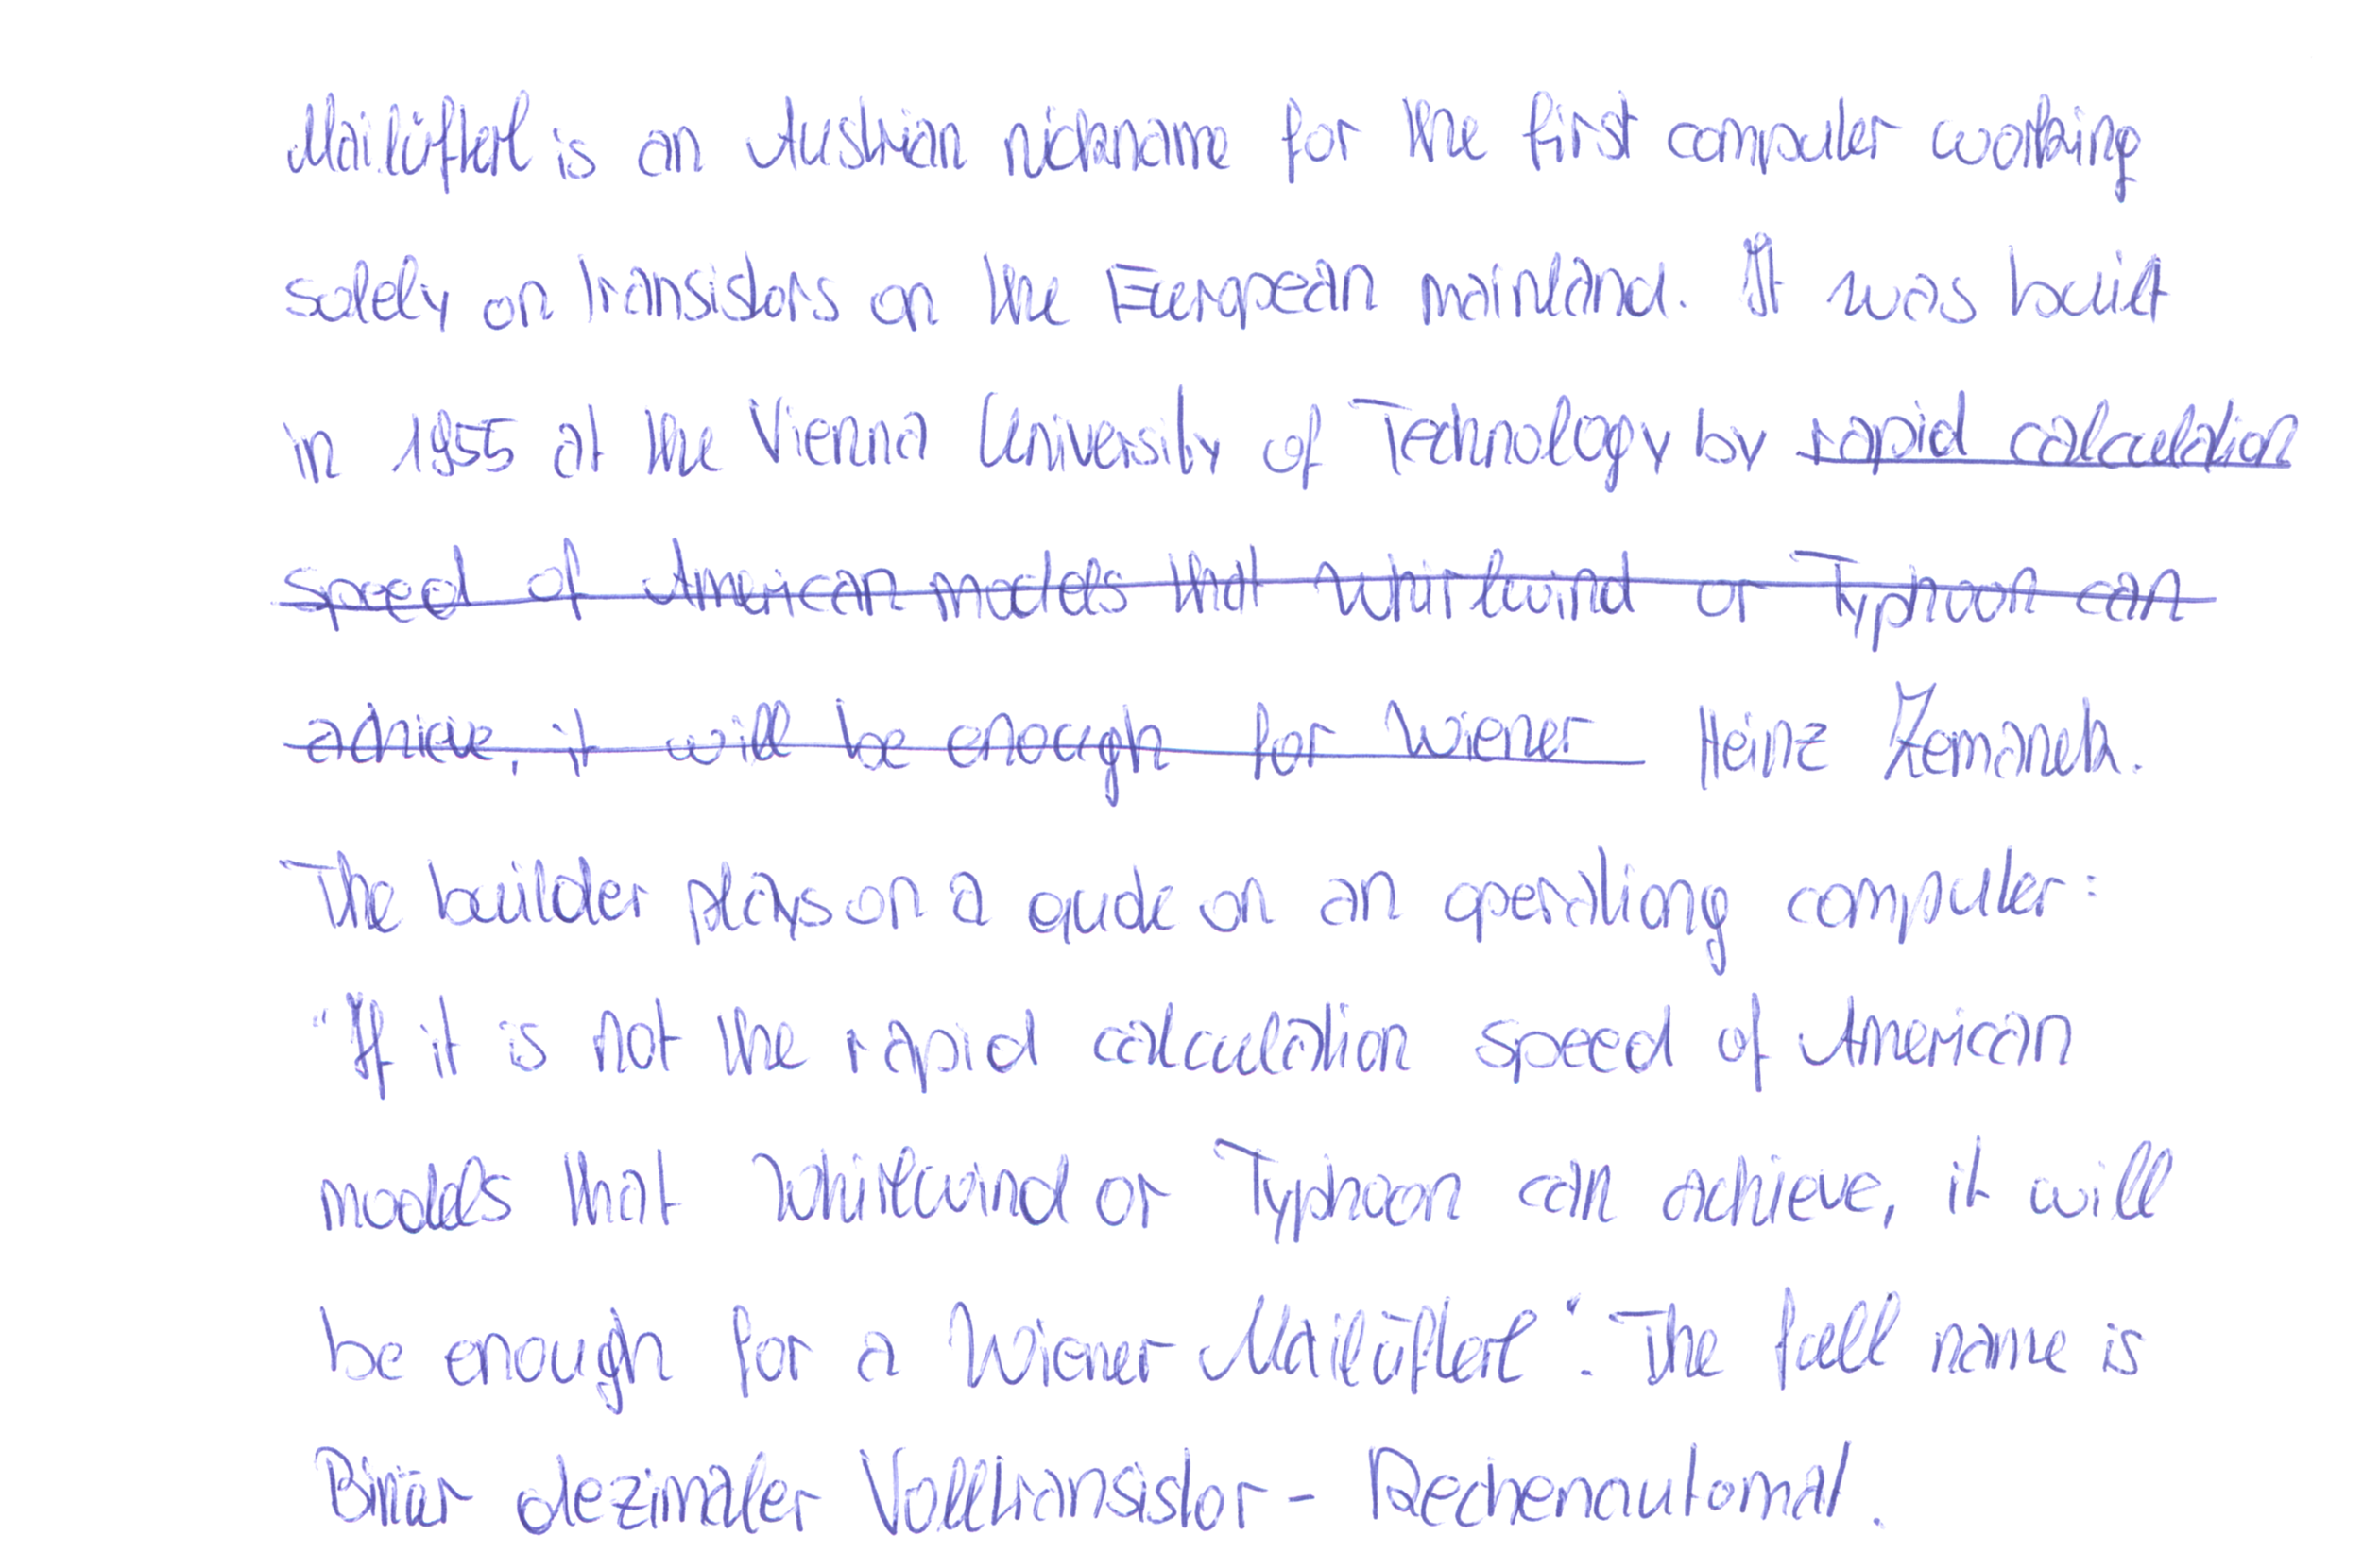 Mailüfterl is an Austrian nickname for the first computer working
solely on transistors on the European mainland. It was built
in 1955 at the Vienna University of Technology by rapid calculation
speed of American models that Whirlwind or Typhoon can
achieve, it will be enough for Wiener Heinz Zemanek.
The builder plays on a qude on an operationg computer:
"If it is not the rapid calculation speed of American
models that Whirlwind or Typhoon can achieve, it will
be enough for a Wiener Mailüfterl". The full name is
Binär dezimaler Volltransistor-Rechenautomat.